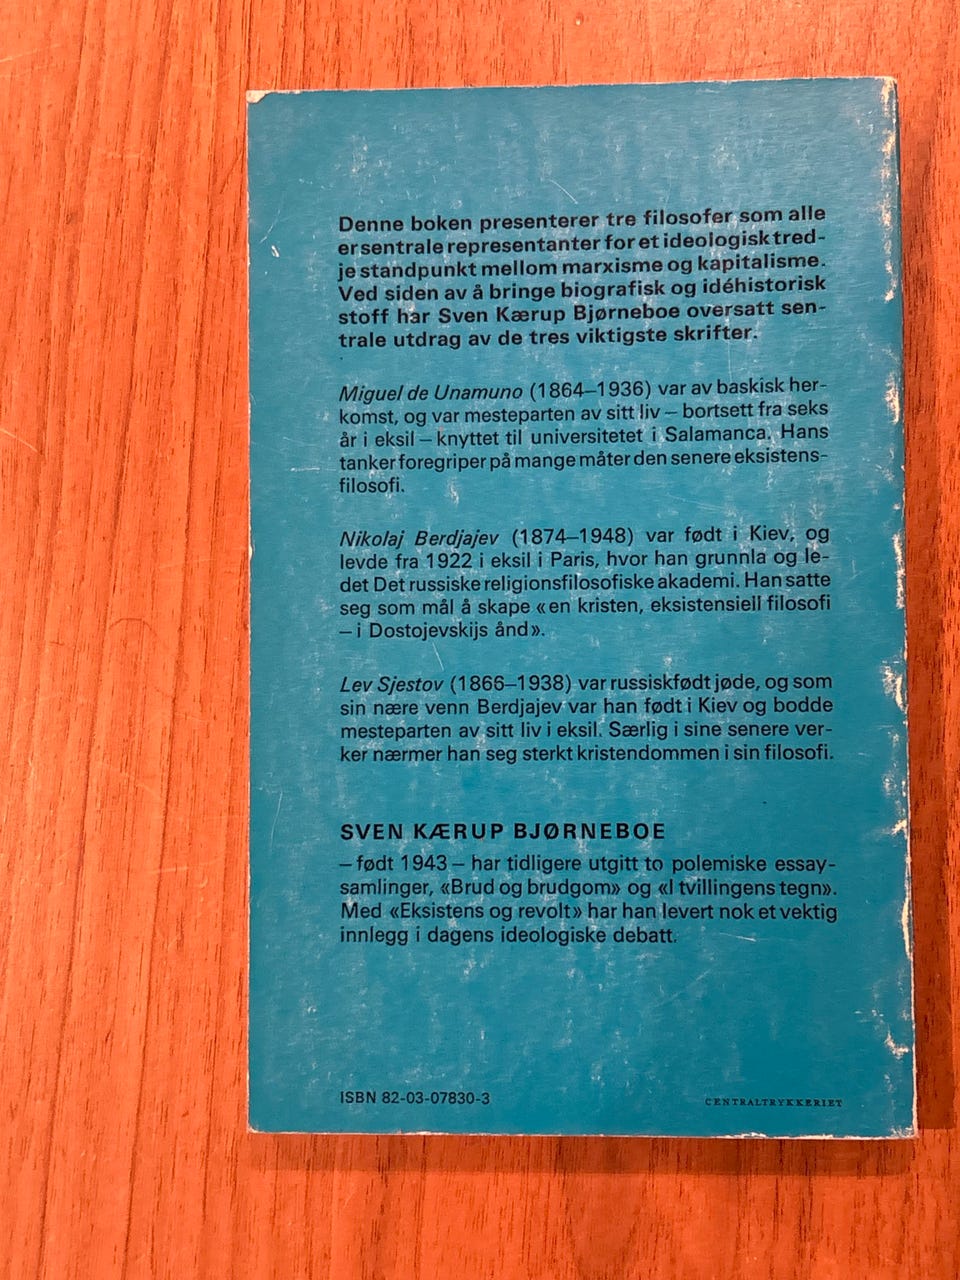 Denne boken presenterer tre filosofer som alle
er sentrale representanter for et ideologisk tred-
je standpunkt mellom marxisme og kapitalisme.
Ved siden av å bringe biografisk og idéhistorisk
stoff har Sven Kærup Bjørneboe oversatt sen-
trale utdrag av de tres viktigste skrifter.
Miguel de Unamuno (1864–1936) var av baskisk her-
komst, og var mesteparten av sitt liv – bortsett fra seks
år i eksil – knyttet til universitetet i Salamanca. Hans
tanker foregriper på mange måter den senere eksistens-
filosofi.
Nikolaj Berdjajev (1874–1948) var født i Kiev, og
levde fra 1922 i eksil i Paris, hvor han grunnla og le-
det Det russiske religionsfilosofiske akademi. Han satte
seg som mål å skape «en kristen, eksistensiell filosofi
– i Dostojevskijs ånd».
Lev Sjestov (1866–1938) var russiskfødt jøde, og som
sin nære venn Berdjajev var han født i Kiev og bodde
mesteparten av sitt liv i eksil. Særlig i sine senere ver-
ker nærmer han seg sterkt kristendommen i sin filosofi.
SVEN KÆRUP BJØRNEBOE
– født 1943 – har tidligere utgitt to polemiske essay-
samlinger, «Brud og brudgom» og «I tvillingens tegn».
Med «Eksistens og revolt» har han levert nok et vektig
innlegg i dagens ideologiske debatt.
ISBN 82-03-07830-3
CENTRALTRYKKERIET